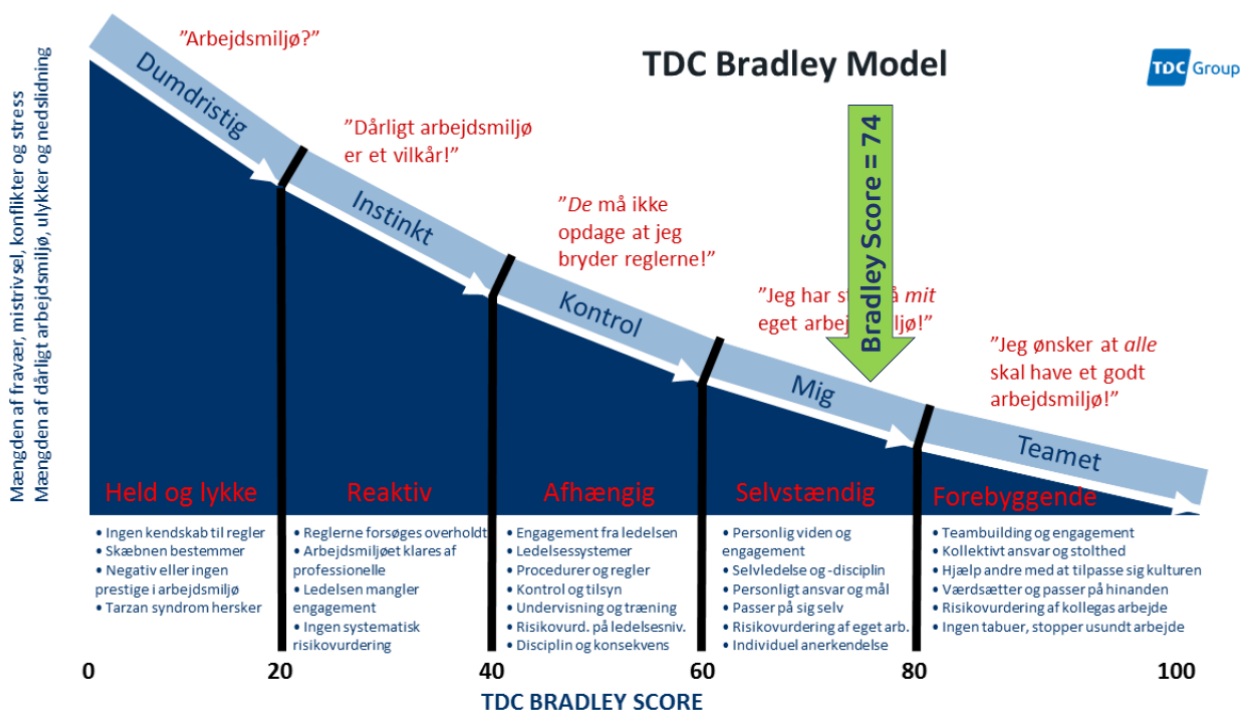 TDC Bradley Model
TDC Group
Mængden af fravær, mistrivsel, konflikter og stress
Mængden af dårligt arbejdsmiljø, ulykker og nedslidning
"Arbejdsmiljø?"
Dumdristig
"Dårligt arbejdsmiljø
er et vilkår!"
Instinkt
"De må ikke
opdage at jeg
bryder reglerne!"
Kontrol
"Jeg har mit
eget miljø!"
Mig
Bradley Score = 74
"Jeg ønsker at alle
skal have et godt
arbejdsmiljø!"
Teamet
Held og lykke
• Ingen kendskab til regler
• Skæbnen bestemmer
• Negativ eller ingen
prestige i arbejdsmiljø
• Tarzan syndrom hersker
Reaktiv
• Reglerne forsøges overholdt
• Arbejdsmiljøet klares af
professionelle
• Ledelsen mangler
engagement
• Ingen systematisk
risikovurdering
Afhængig
• Engagement fra ledelsen
• Ledelsessystemer
• Procedurer og regler
• Kontrol og tilsyn
• Undervisning og træning
• Risikovurd. på ledelsesniv.
• Disciplin og konsekvens
Selvstændig
• Personlig viden og
engagement
• Selvledelse og -disciplin
• Personligt ansvar og mål
• Passer på sig selv
• Risikovurdering af eget arb.
• Individuel anerkendelse
Forebyggende
• Teambuilding og engagement
• Kollektivt ansvar og stolthed
• Hjælp andre med at tilpasse sig kulturen
• Værdsætter og passer på hinanden
• Risikovurdering af kollegas arbejde
• Ingen tabuer, stopper usundt arbejde
0 20 40 60 80 100
TDC BRADLEY SCORE